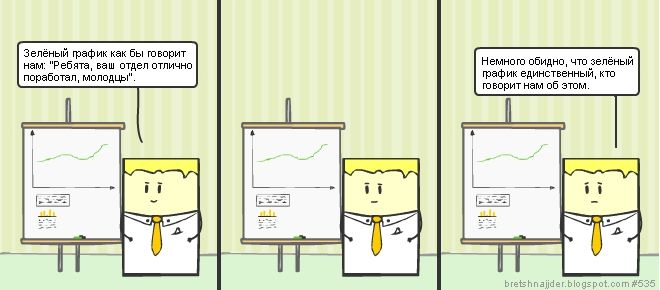 Зелёный график как бы говорит
нам: "Ребята, ваш отдел отлично
поработал, молодцы".
Немного обидно, что зелёный
график единственный, кто
говорит нам об этом.
bretshnajjder.blogspot.com #535